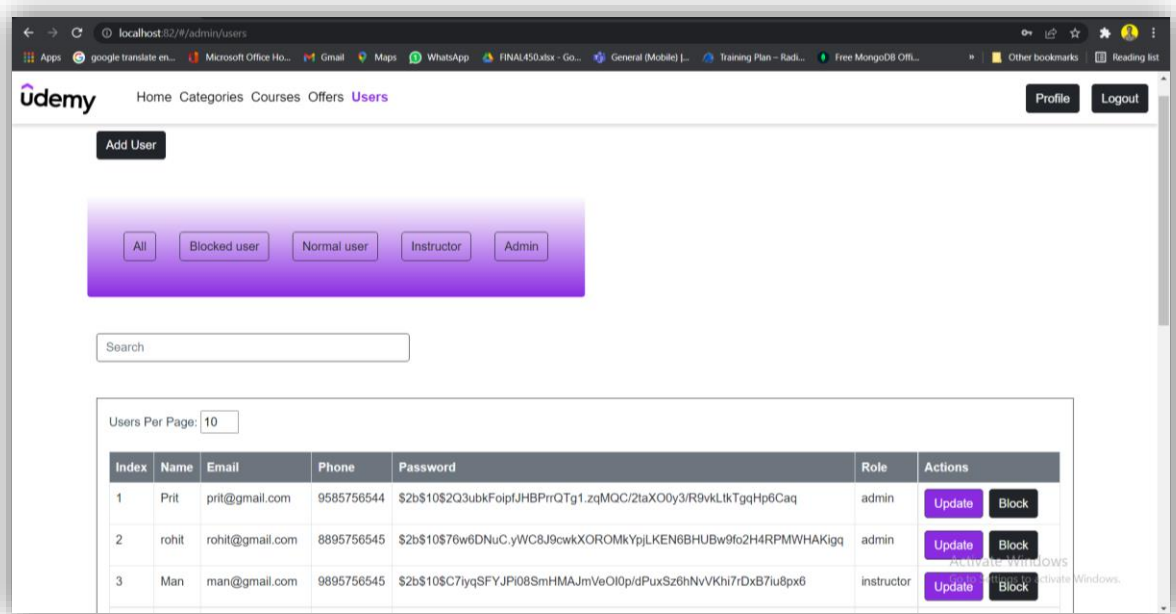 localhost:82/#/admin/users
Apps google translate en... Microsoft Office Ho... Gmail Maps WhatsApp FINAL450.xlsx - Go... General (Mobile) |... Training Plan – Radi... Free MongoDB Offi... » Other bookmarks Reading list
ûdemy Home Categories Courses Offers Users Profile Logout
Add User
All Blocked user Normal user Instructor Admin
Search
Users Per Page: 10
Index Name Email Phone Password Role Actions
1 Prit prit@gmail.com 9585756544 $2b$10$2Q3ubkFoipfJHBPrrQTg1.zqMQC/2taXO0y3/R9vkLtkTgqHp6Caq admin Update Block
2 rohit rohit@gmail.com 8895756545 $2b$10$76w6DNuC.yWC8J9cwkXOROMkYpjLKEN6BHUBw9fo2H4RPMWHAKigq admin Update Block
Activate Windows
3 Man man@gmail.com 9895756545 $2b$10$C7iyqSFYJPi08SmHMAJmVeOl0p/dPuxSz6hNvVKhi7rDxB7iu8px6 instructor Update Block
Go to Settings to activate Windows.